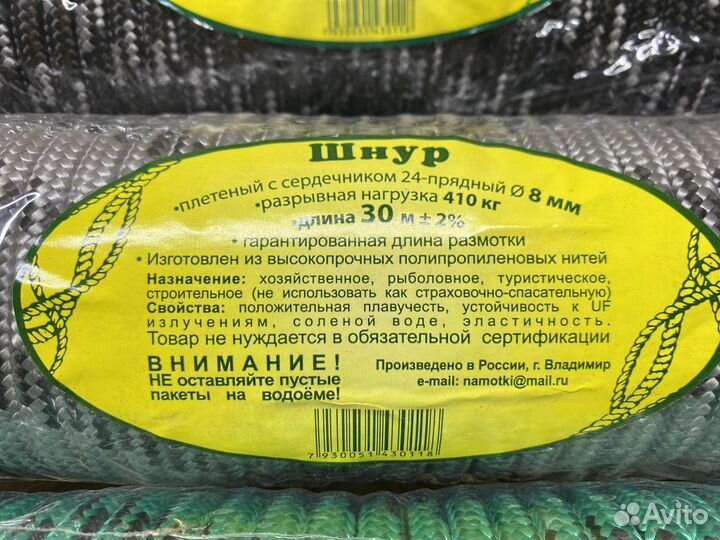 7930051430118
Шнур
•плетеный с сердечником 24-прядный Ø 8 мм
•разрывная нагрузка 410 кг
•длина 30 м ± 2%
• гарантированная длина размотки
• Изготовлен из высокопрочных полипропиленовых нитей
Назначение: хозяйственное, рыболовное, туристическое,
строительное (не использовать как страховочно-спасательную)
Свойства: положительная плавучесть, устойчивость к UF
излучениям, соленой воде, эластичность.
Товар не нуждается в обязательной сертификации
ВНИМАНИЕ!
НЕ оставляйте пустые
пакеты на водоёме!
Произведено в России, г. Владимир
e-mail: namotki@mail.ru
7930051430118
Avito